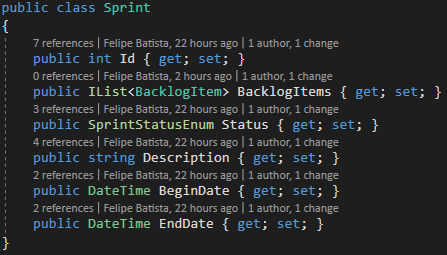 public class Sprint
{
7 references | Felipe Batista, 22 hours ago | 1 author, 1 change
public int Id { get; set; }
0 references | Felipe Batista, 2 hours ago | 1 author, 1 change
public IList<BacklogItem> BacklogItems { get; set; }
3 references | Felipe Batista, 22 hours ago | 1 author, 1 change
public SprintStatusEnum Status { get; set; }
4 references | Felipe Batista, 22 hours ago | 1 author, 1 change
public string Description { get; set; }
2 references | Felipe Batista, 22 hours ago | 1 author, 1 change
public DateTime BeginDate { get; set; }
2 references | Felipe Batista, 22 hours ago | 1 author, 1 change
public DateTime EndDate { get; set; }
}